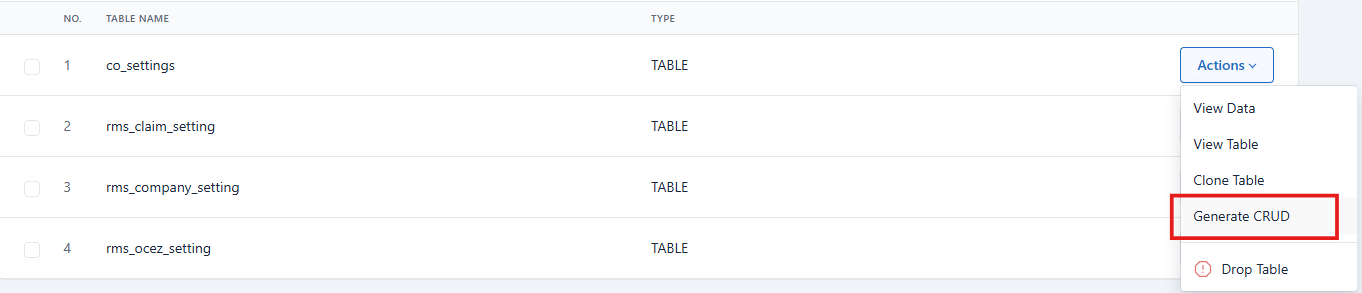 NO. TABLE NAME TYPE
1 co_settings TABLE Actions
View Data
2 rms_claim_setting TABLE
View Table
Clone Table
3 rms_company_setting TABLE
Generate CRUD
4 rms_ocez_setting TABLE
Drop Table